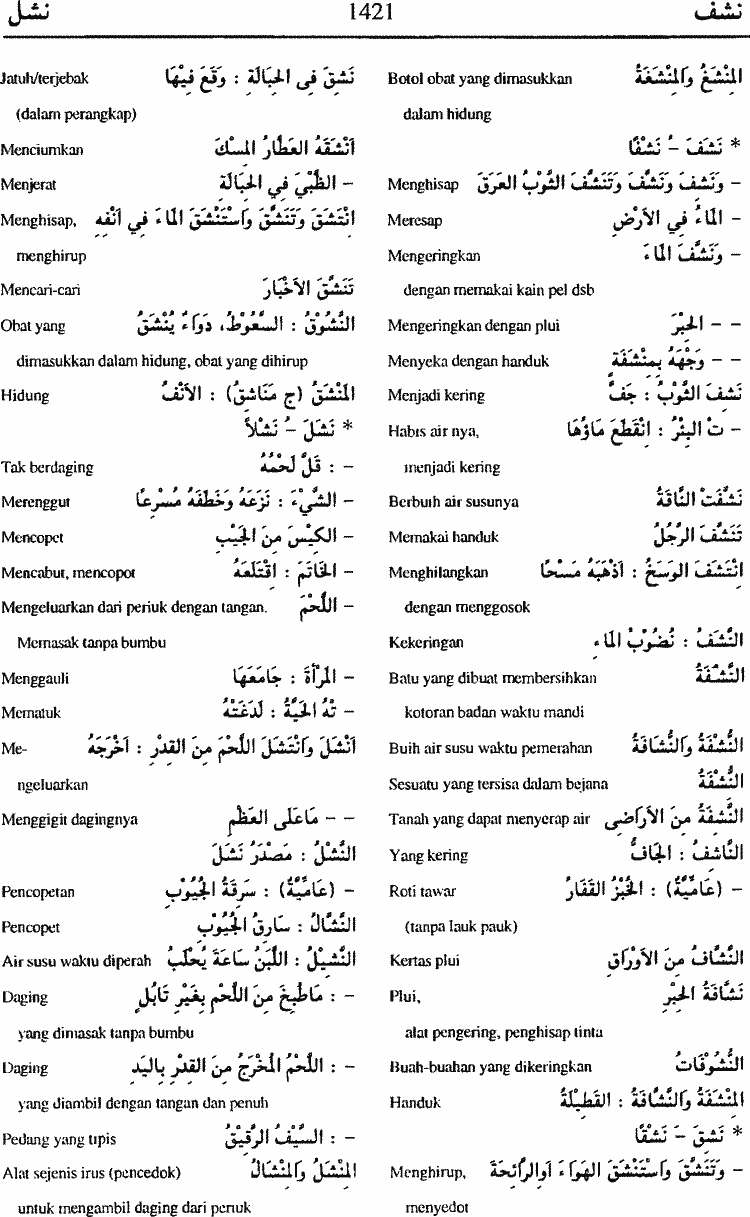 نشف 1421 نشل
المِنْشَغُ وَالمِنْشَغَةُ Botol obat yang dimasukkan
dalam hidung
* نَشَفَ ـُ نَشْفًا
– وَنَشِفَ وَنَشَّفَ وَتَنَشَّفَ الثَّوْبُ العَرَقَ Menghisap
– المَاءُ فِي الأَرْضِ Meresap
– وَنَشَّفَ المَاءَ Mengeringkan
dengan memakai kain pel dsb
– – الحِبْرَ Mengeringkan dengan plui
– – وَجْهَهُ بِمِنْشَفَةٍ Menyeka dengan handuk
نَشِفَ الثَّوْبُ : جَفَّ Menjadi kering
– تْ البِئْرُ : انْقَطَعَ مَاؤُهَا Habis air nya,
menjadi kering
نَشَّفَتْ النَّاقَةُ Berbuih air susunya
تَنَشَّفَ الرَّجُلُ Memakai handuk
انْتَشَفَ الوَسَخَ : أَذْهَبَهُ مَسْحًا Menghilangkan
dengan menggosok
النَّشَفُ : نُضُوبُ المَاءِ Kekeringan
النَّشْفَةُ Batu yang dibuat membersihkan
kotoran badan waktu mandi
النُّشْفَةُ وَالنُّشَافَةُ Buih air susu waktu pemerahan
النُّشْفَةُ Sesuatu yang tersisa dalam bejana
النَّشِفَةُ مِنَ الأَرَاضِى Tanah yang dapat menyerap air
النَّاشِفُ : الجَافُّ Yang kering
– (عَامِّيَّةٌ) : الخُبْزُ القَفَارُ Roti tawar
(tanpa lauk pauk)
النَّشَّافُ مِنَ الأَوْرَاقِ Kertas plui
نَشَّافَةُ الحِبْرِ Plui,
alat pengering, penghisap tinta
النُّشُوفَاتُ Buah-buahan yang dikeringkan
المِنْشَفَةُ وَالنَّشَّافَةُ : القَطِيْلَةُ Handuk
* نَشِقَ ـَ نَشْقًا
– وَتَنَشَّقَ وَاسْتَنْشَقَ الهَوَاءَ أَوِالرَّائِحَةَ Menghirup,
menyedot
نَشِقَ فِى الحِبَالَةِ : وَقَعَ فِيْهَا Jatuh/terjebak
(dalam perangkap)
أَنْشَقَهُ العَطَّارُ المِسْكَ Menciumkan
– الظَّبْيَ فِي الحِبَالَةِ Menjerat
انْتَشَقَ وَتَنَشَّقَ وَاسْتَنْشَقَ المَاءَ فِي أَنْفِهِ Menghisap,
menghirup
تَنَشَّقَ الأَخْبَارَ Mencari-cari
النَّشُوْقُ : السَّعُوْطُ، دَوَاءٌ يُنْشَقُ Obat yang
dimasukkan dalam hidung, obat yang dihirup
المَنْشَقُ (ج مَنَاشِقُ) : الأَنْفُ Hidung
* نَشَلَ ـُ نَشْلاً
– : قَلَّ لَحْمُهُ Tak berdaging
– الشَّيْءَ : نَزَعَهُ وَخَطَفَهُ مُسْرِعًا Merenggut
– الكِيْسَ مِنَ الجَيْبِ Mencopet
– الخَاتَمَ : اقْتَلَعَهُ Mencabut, mencopot
– اللَّحْمَ Mengeluarkan dari periuk dengan tangan.
Memasak tanpa bumbu
– المَرْأَةَ : جَامَعَهَا Menggauli
– تْهُ الحَيَّةُ : لَدَغَتْهُ Mematuk
أَنْشَلَ وَانْتَشَلَ اللَّحْمَ مِنَ القِدْرِ : أَخْرَجَهُ Me-
ngeluarkan
– – مَاعَلَى العَظْمِ Menggigit dagingnya
النَّشْلُ : مَصْدَرُ نَشَلَ
– (عَامِّيَّةٌ) : سَرِقَةُ الجُيُوْبِ Pencopetan
النَّشَّالُ : سَارِقُ الجُيُوْبِ Pencopet
النَّشِيْلُ : اللَّبَنُ سَاعَةَ يُحْلَبُ Air susu waktu diperah
– : مَاطُبِخَ مِنَ اللَّحْمِ بِغَيْرِ تَابُلٍ Daging
yang dimasak tanpa bumbu
– : اللَّحْمُ المُخْرَجُ مِنَ القِدْرِ بِاليَدِ Daging
yang diambil dengan tangan dan penuh
– : السَّيْفُ الرَّقِيْقُ Pedang yang tipis
المِنْشَلُ وَالمِنْشَالُ Alat sejenis irus (pencedok)
untuk mengambil daging dari periuk